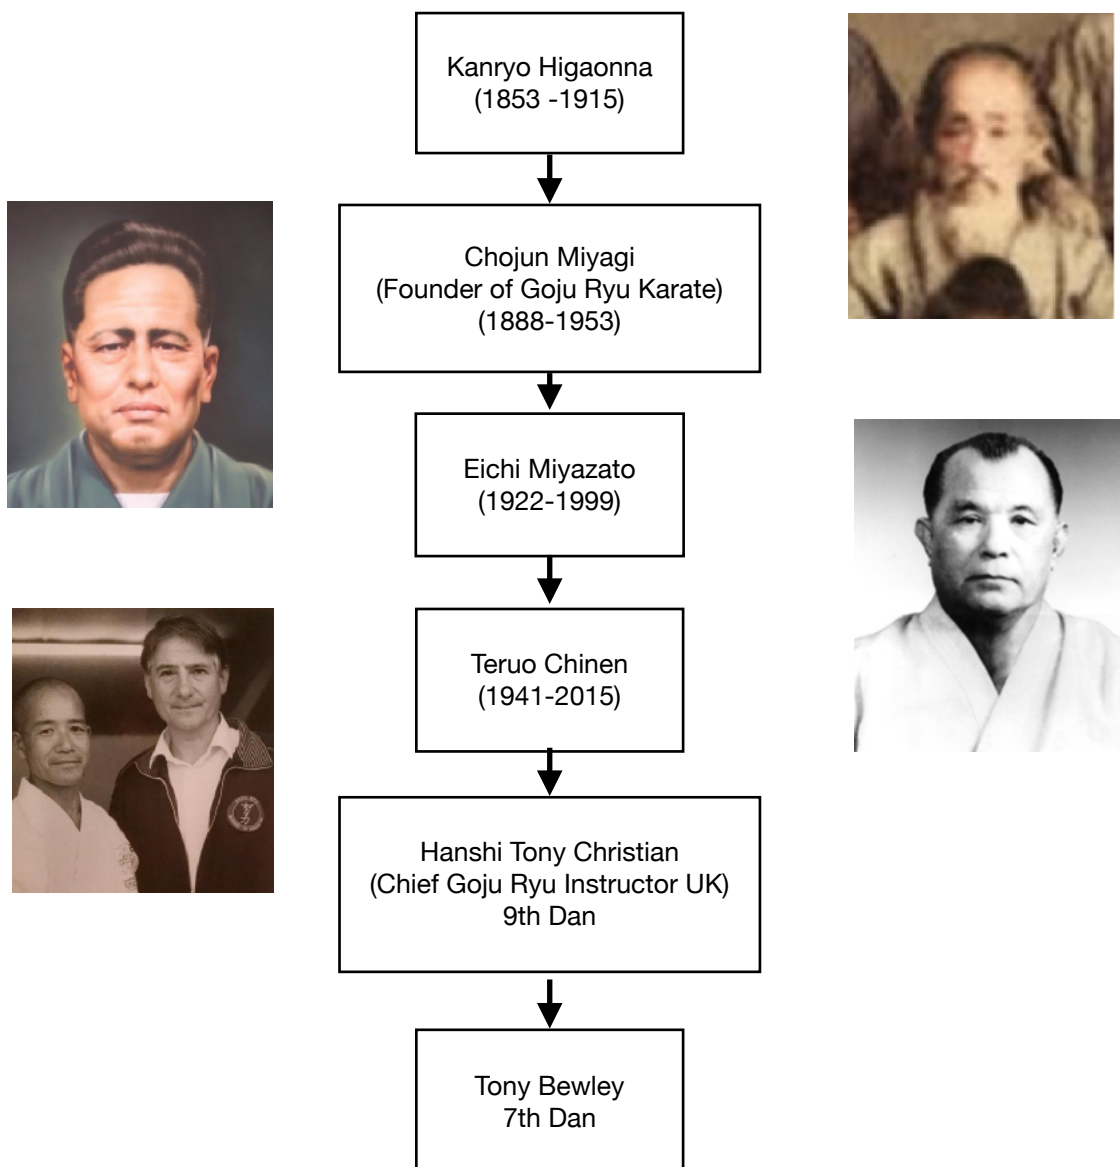 Kanryo Higaonna
(1853 -1915)
Chojun Miyagi
(Founder of Goju Ryu Karate)
(1888-1953)
Eichi Miyazato
(1922-1999)
Teruo Chinen
(1941-2015)
Hanshi Tony Christian
(Chief Goju Ryu Instructor UK)
9th Dan
Tony Bewley
7th Dan